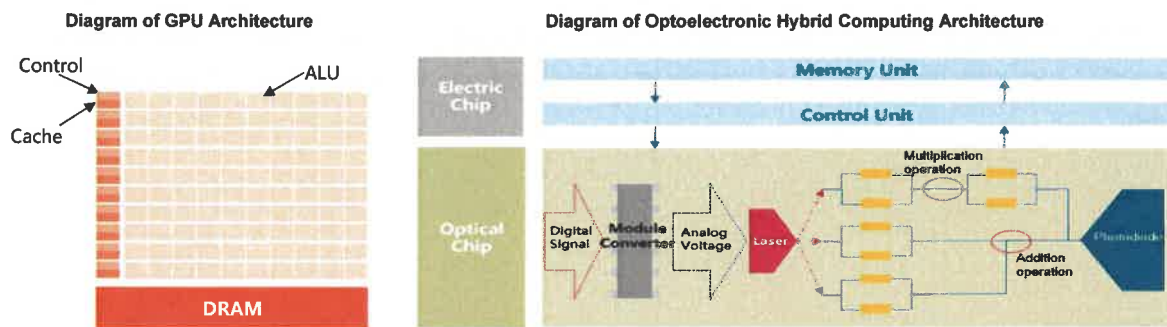 Diagram of GPU Architecture
Control
ALU
Cache
DRAM
Diagram of Optoelectronic Hybrid Computing Architecture
Electric
Chip
Memory Unit
Control Unit
Optical
Chip
Digital
Signal
Module
Converter
Analog
Voltage
Laser
Multiplication
operation
Addition
operation
Photodiode